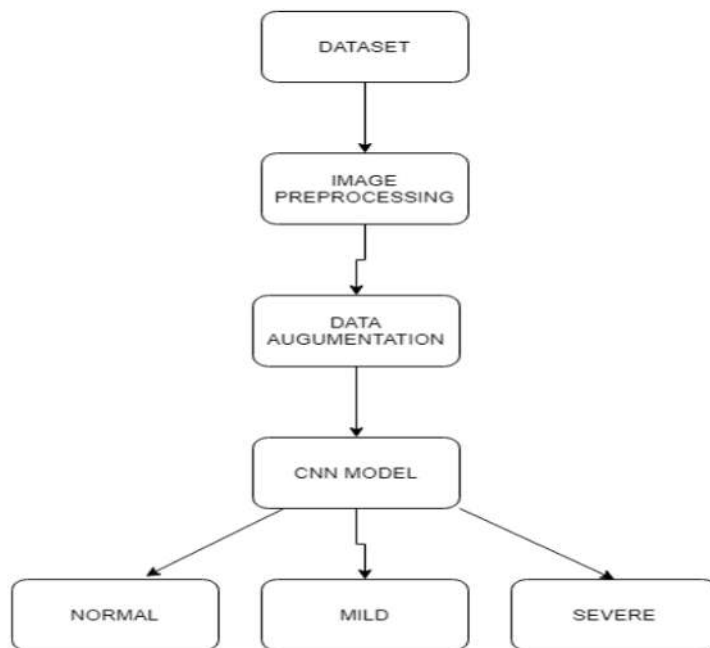 DATASET
IMAGE
PREPROCESSING
DATA
AUGUMENTATION
CNN MODEL
NORMAL
MILD
SEVERE